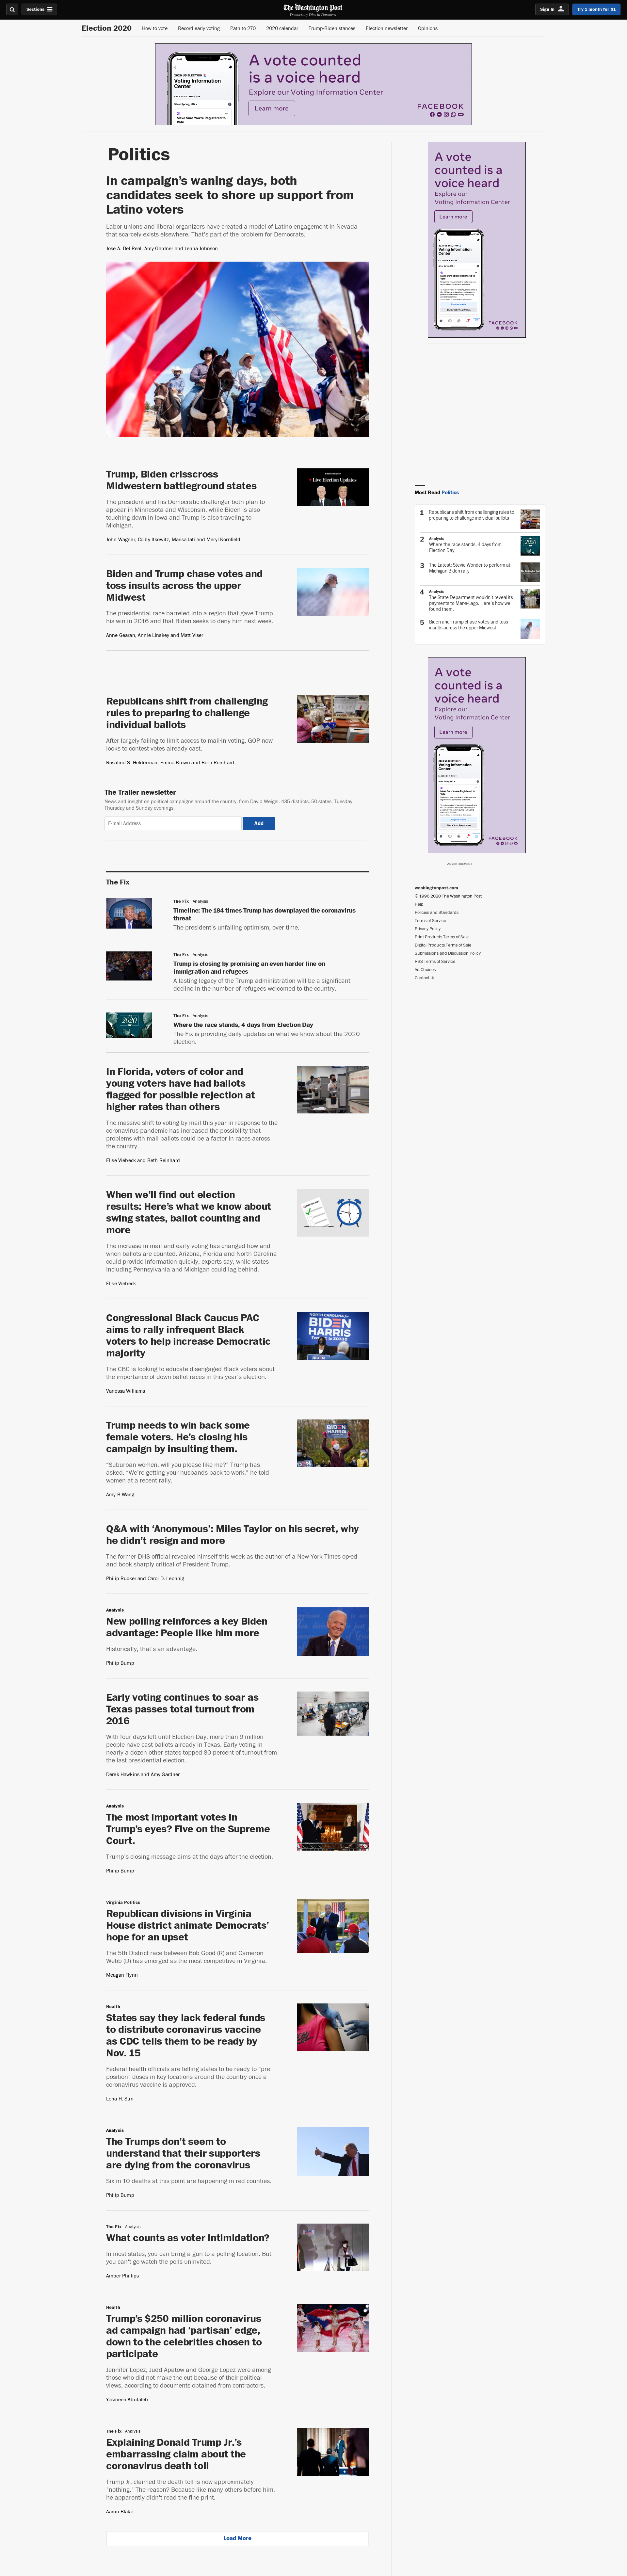 Sections
The Washington Post
Democracy Dies in Darkness
Sign In
Try 1 month for $1
Election 2020
How to vote
Record early voting
Path to 270
2020 calendar
Trump-Biden stances
Election newsletter
Opinions
A vote counted
is a voice heard
Explore our Voting Information Center
Learn more
FACEBOOK
Voting Information
Center
Politics
In campaign’s waning days, both
candidates seek to shore up support from
Latino voters
Labor unions and liberal organizers have created a model of Latino engagement in Nevada
that scarcely exists elsewhere. That’s part of the problem for Democrats.
Jose A. Del Real, Amy Gardner and Jenna Johnson
Trump, Biden crisscross
Midwestern battleground states
The president and his Democratic challenger both plan to
appear in Minnesota and Wisconsin, while Biden is also
touching down in Iowa and Trump is also traveling to
Michigan.
John Wagner, Colby Itkowitz, Marisa Iati and Meryl Kornfield
Live Election Updates
Biden and Trump chase votes and
toss insults across the upper
Midwest
The presidential race barreled into a region that gave Trump
his win in 2016 and that Biden seeks to deny him next week.
Anne Gearan, Annie Linskey and Matt Viser
Republicans shift from challenging
rules to preparing to challenge
individual ballots
After largely failing to limit access to mail-in voting, GOP now
looks to contest votes already cast.
Rosalind S. Helderman, Emma Brown and Beth Reinhard
The Trailer newsletter
News and insight on political campaigns around the country, from David Weigel. 435 districts. 50 states. Tuesday,
Thursday and Sunday evenings.
E-mail Address
Add
The Fix
The Fix Analysis
Timeline: The 184 times Trump has downplayed the coronavirus
threat
The president’s unfailing optimism, over time.
The Fix Analysis
Trump is closing by promising an even harder line on
immigration and refugees
A lasting legacy of the Trump administration will be a significant
decline in the number of refugees welcomed to the country.
The Fix Analysis
Where the race stands, 4 days from Election Day
The Fix is providing daily updates on what we know about the 2020
election.
2020
In Florida, voters of color and
young voters have had ballots
flagged for possible rejection at
higher rates than others
The massive shift to voting by mail this year in response to the
coronavirus pandemic has increased the possibility that
problems with mail ballots could be a factor in races across
the country.
Elise Viebeck and Beth Reinhard
When we’ll find out election
results: Here’s what we know about
swing states, ballot counting and
more
The increase in mail and early voting has changed how and
when ballots are counted. Arizona, Florida and North Carolina
could provide information quickly, experts say, while states
including Pennsylvania and Michigan could lag behind.
Elise Viebeck
Congressional Black Caucus PAC
aims to rally infrequent Black
voters to help increase Democratic
majority
The CBC is looking to educate disengaged Black voters about
the importance of down-ballot races in this year’s election.
Vanessa Williams
NORTH CAROLINA for
BIDEN
HARRIS
Trump needs to win back some
female voters. He’s closing his
campaign by insulting them.
“Suburban women, will you please like me?” Trump has
asked. “We’re getting your husbands back to work,” he told
women at a recent rally.
Amy B Wang
BIDEN
HARRIS
Q&A with ‘Anonymous’: Miles Taylor on his secret, why
he didn’t resign and more
The former DHS official revealed himself this week as the author of a New York Times op-ed
and book sharply critical of President Trump.
Philip Rucker and Carol D. Leonnig
Analysis
New polling reinforces a key Biden
advantage: People like him more
Historically, that’s an advantage.
Philip Bump
Early voting continues to soar as
Texas passes total turnout from
2016
With four days left until Election Day, more than 9 million
people have cast ballots already in Texas. Early voting in
nearly a dozen other states topped 80 percent of turnout from
the last presidential election.
Derek Hawkins and Amy Gardner
Analysis
The most important votes in
Trump’s eyes? Five on the Supreme
Court.
Trump’s closing message aims at the days after the election.
Philip Bump
Virginia Politics
Republican divisions in Virginia
House district animate Democrats’
hope for an upset
The 5th District race between Bob Good (R) and Cameron
Webb (D) has emerged as the most competitive in Virginia.
Meagan Flynn
Health
States say they lack federal funds
to distribute coronavirus vaccine
as CDC tells them to be ready by
Nov. 15
Federal health officials are telling states to be ready to “pre-
position” doses in key locations around the country once a
coronavirus vaccine is approved.
Lena H. Sun
Analysis
The Trumps don’t seem to
understand that their supporters
are dying from the coronavirus
Six in 10 deaths at this point are happening in red counties.
Philip Bump
The Fix Analysis
What counts as voter intimidation?
In most states, you can bring a gun to a polling location. But
you can’t go watch the polls uninvited.
Amber Phillips
Health
Trump’s $250 million coronavirus
ad campaign had ‘partisan’ edge,
down to the celebrities chosen to
participate
Jennifer Lopez, Judd Apatow and George Lopez were among
those who did not make the cut because of their political
views, according to documents obtained from contractors.
Yasmeen Abutaleb
The Fix Analysis
Explaining Donald Trump Jr.’s
embarrassing claim about the
coronavirus death toll
Trump Jr. claimed the death toll is now approximately
“nothing.” The reason? Because like many others before him,
he apparently didn’t read the fine print.
Aaron Blake
Load More
A vote
counted is a
voice heard
Explore our
Voting Information Center
Learn more
Voting Information
Center
FACEBOOK
Most Read Politics
1 Republicans shift from challenging rules to
preparing to challenge individual ballots
2 Analysis
Where the race stands, 4 days from
Election Day
2020
3 The Latest: Stevie Wonder to perform at
Michigan Biden rally
4 Analysis
The State Department wouldn’t reveal its
payments to Mar-a-Lago. Here’s how we
found them.
5 Biden and Trump chase votes and toss
insults across the upper Midwest
A vote
counted is a
voice heard
Explore our
Voting Information Center
Learn more
Voting Information
Center
FACEBOOK
ADVERTISEMENT
washingtonpost.com
© 1996-2020 The Washington Post
Help
Policies and Standards
Terms of Service
Privacy Policy
Print Products Terms of Sale
Digital Products Terms of Sale
Submissions and Discussion Policy
RSS Terms of Service
Ad Choices
Contact Us